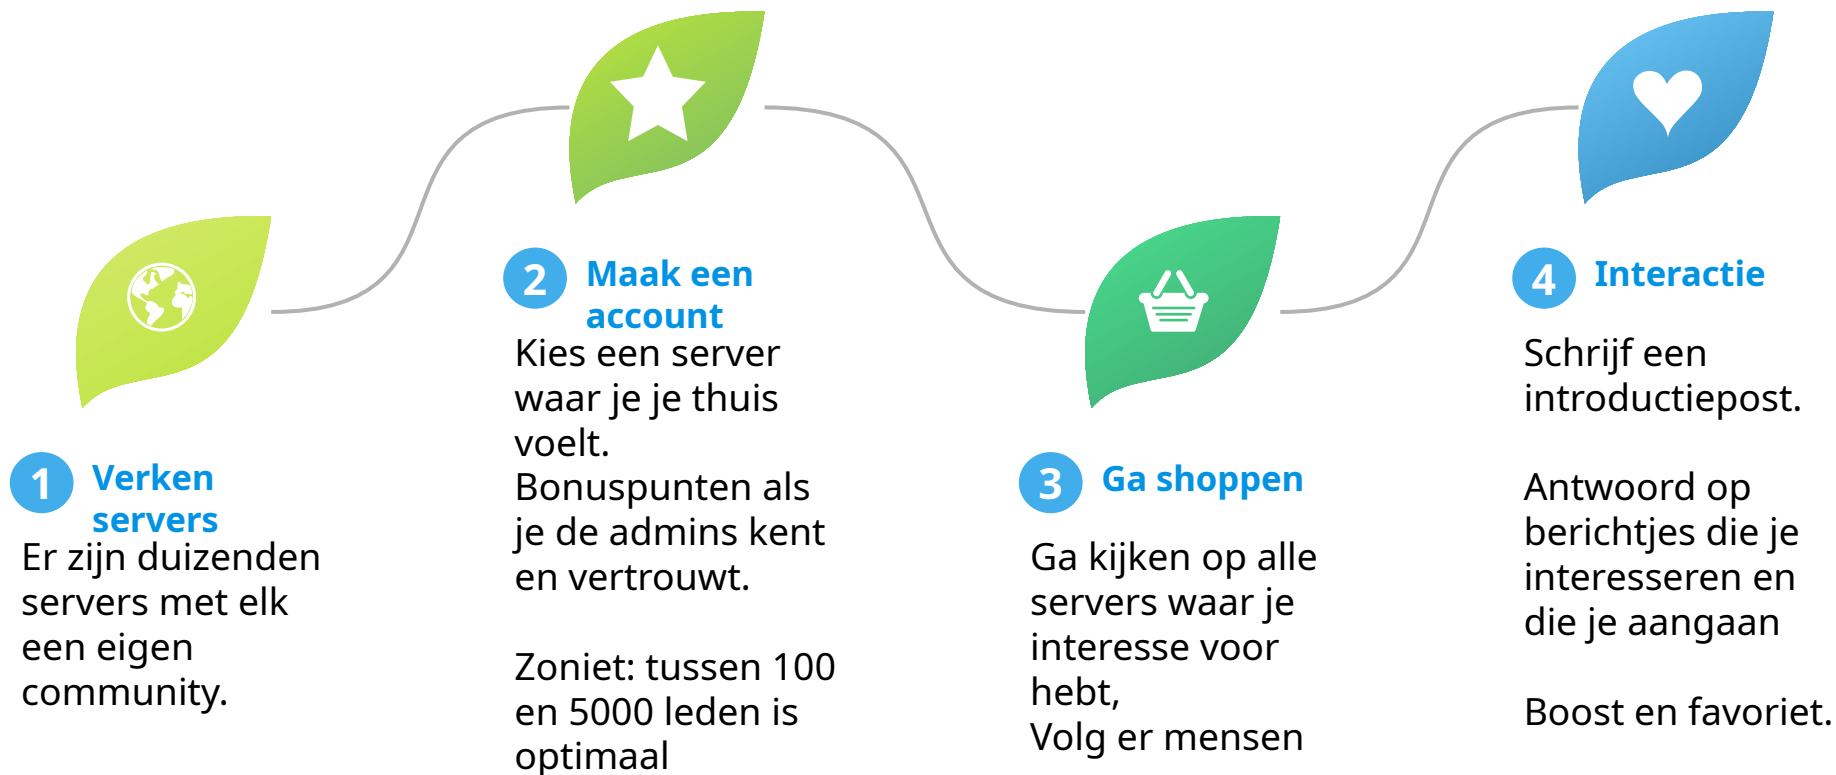 1
Verken
servers
Er zijn duizenden
servers met elk
een eigen
community.
2
Maak een
account
Kies een server
waar je je thuis
voelt.
Bonuspunten als
je de admins kent
en vertrouwt.
Zoniet: tussen 100
en 5000 leden is
optimaal
3
Ga shoppen
Ga kijken op alle
servers waar je
interesse voor
hebt,
Volg er mensen
4
Interactie
Schrijf een
introductiepost.
Antwoord op
berichtjes die je
interesseren en
die je aangaan
Boost en favoriet.